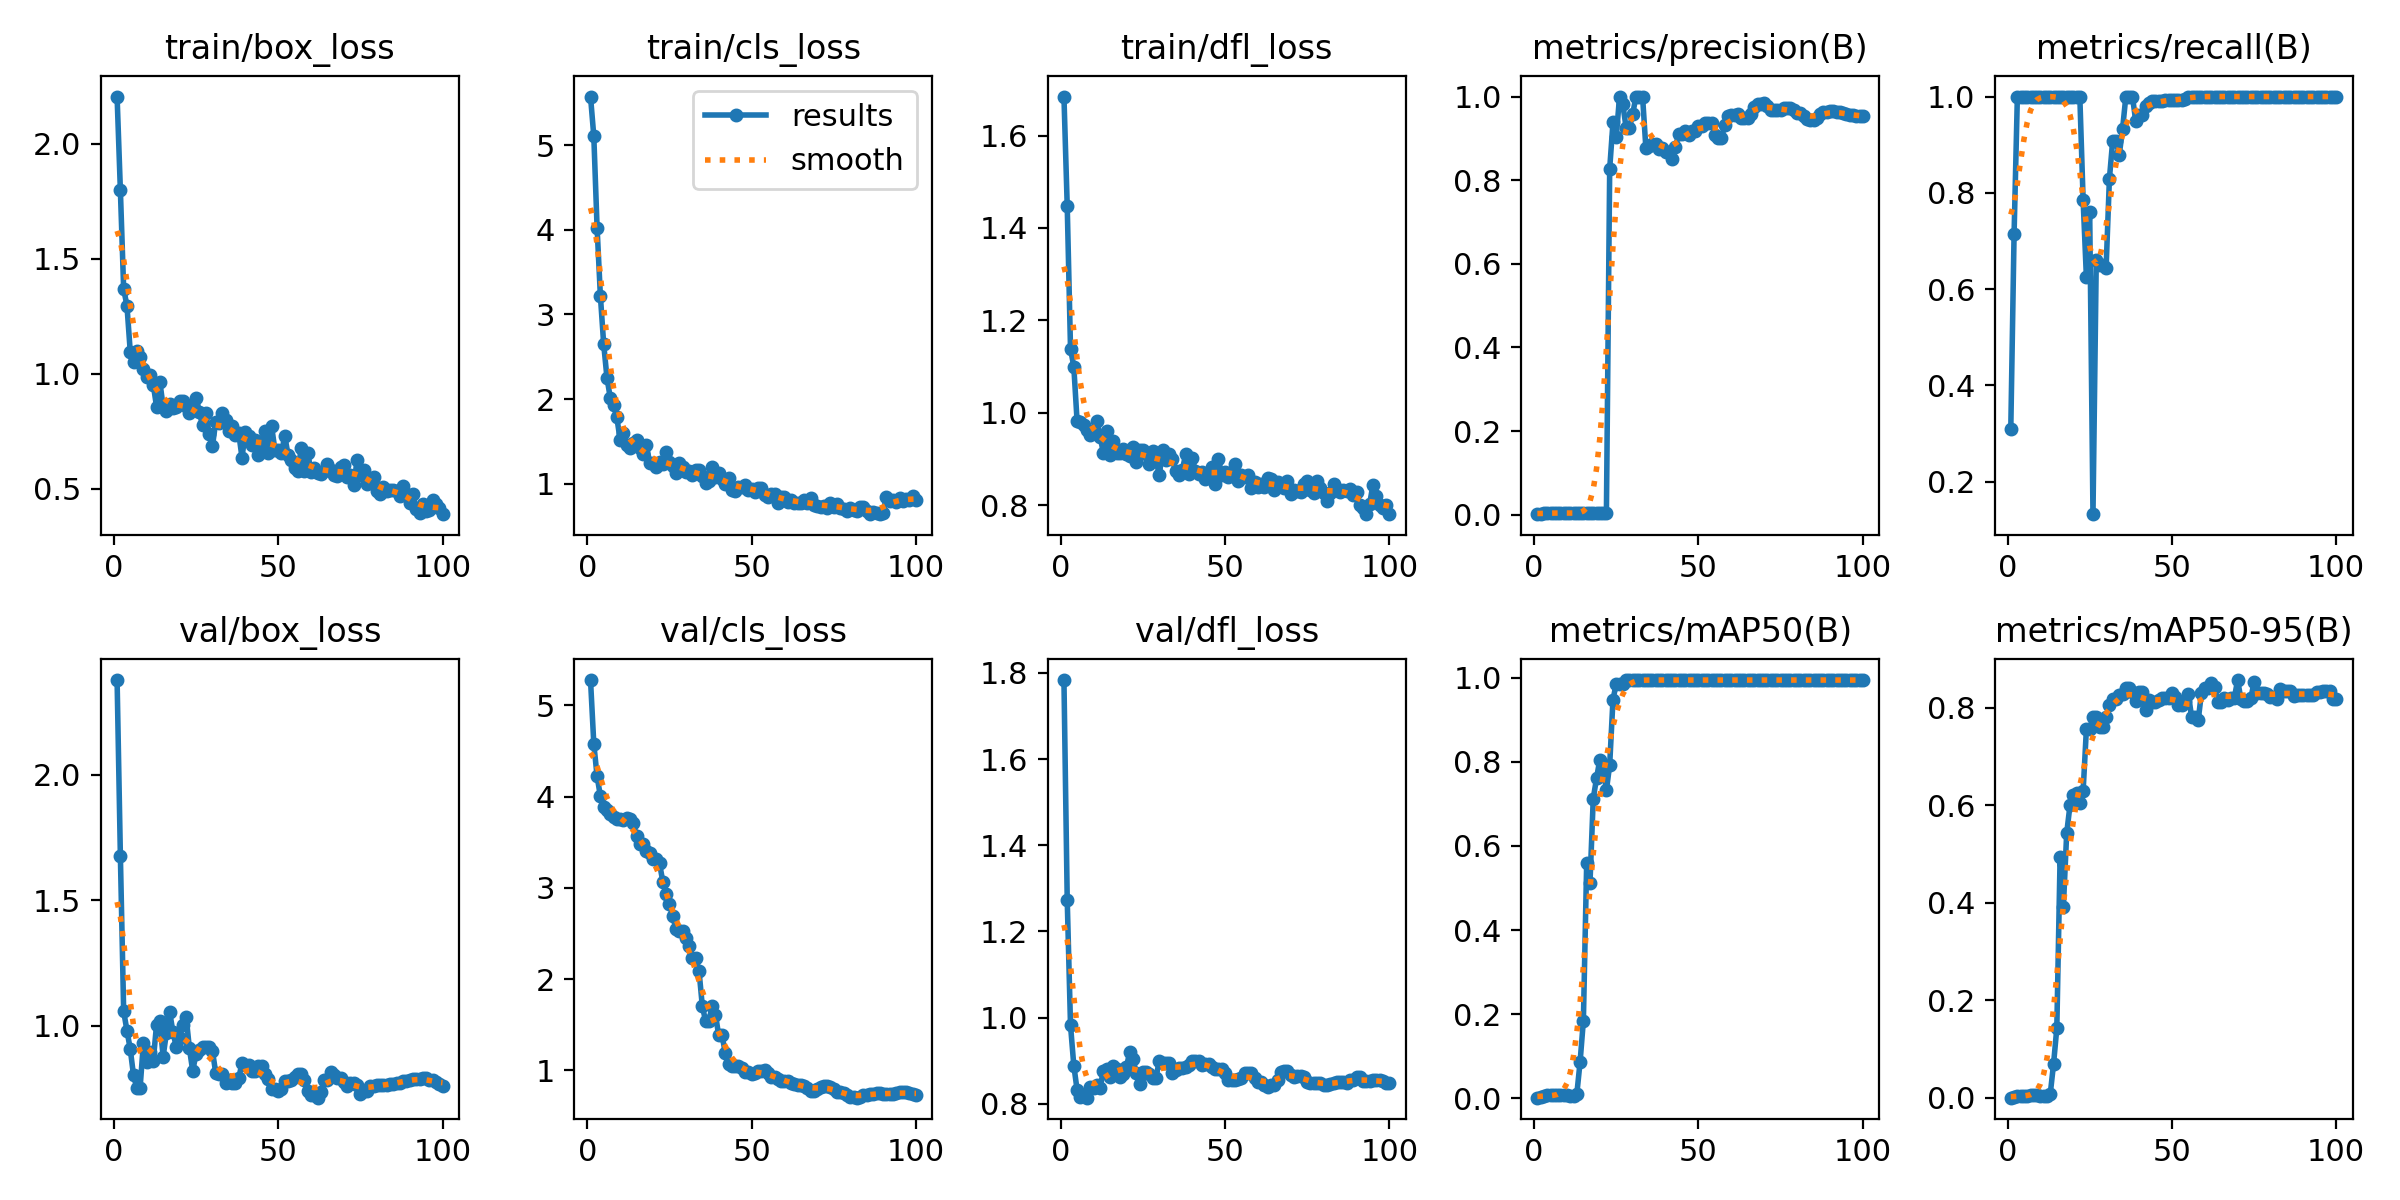 train/box_loss
2.0
1.5
1.0
0.5
0 50 100
train/cls_loss
results
smooth
5
4
3
2
1
0 50 100
train/dfl_loss
1.6
1.4
1.2
1.0
0.8
0 50 100
metrics/precision(B)
1.0
0.8
0.6
0.4
0.2
0.0
0 50 100
metrics/recall(B)
1.0
0.8
0.6
0.4
0.2
0 50 100
val/box_loss
2.0
1.5
1.0
0 50 100
val/cls_loss
5
4
3
2
1
0 50 100
val/dfl_loss
1.8
1.6
1.4
1.2
1.0
0.8
0 50 100
metrics/mAP50(B)
1.0
0.8
0.6
0.4
0.2
0.0
0 50 100
metrics/mAP50-95(B)
0.8
0.6
0.4
0.2
0.0
0 50 100